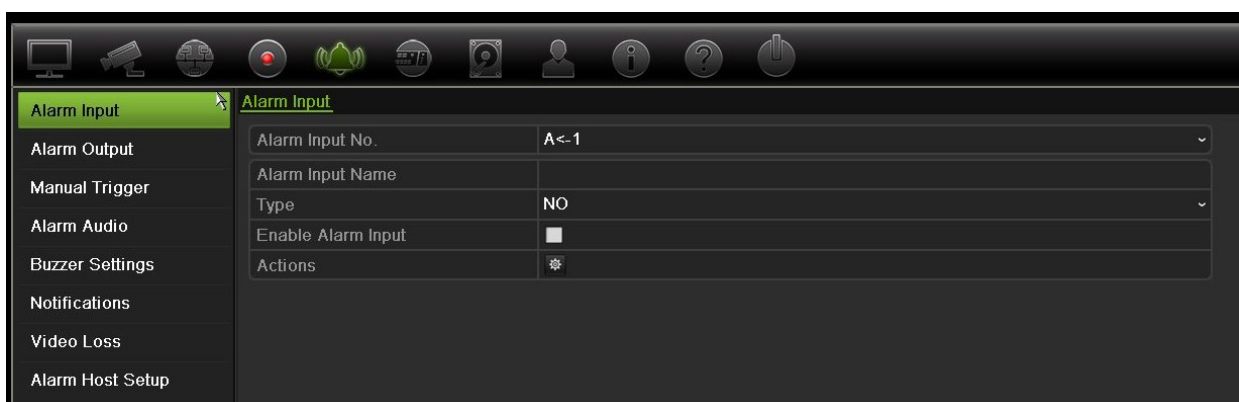 Alarm Input
Alarm Output
Manual Trigger
Alarm Audio
Buzzer Settings
Notifications
Video Loss
Alarm Host Setup
Alarm Input
Alarm Input No. A<-1
Alarm Input Name
Type NO
Enable Alarm Input
Actions